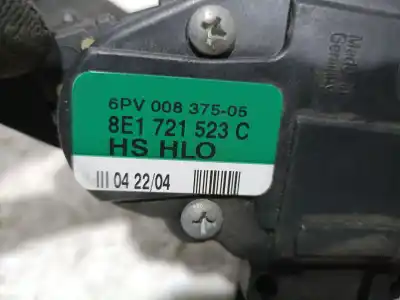 Made in
Germany
6PV 008 375-05
8E1 721 523 C
HS HLO
04 22/04